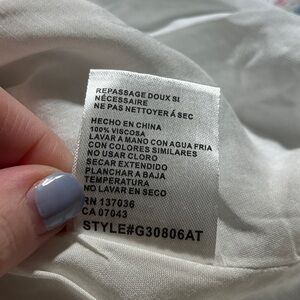 REPASSAGE DOUX SI
NÉCESSAIRE
NE PAS NETTOYER À SEC
HECHO EN CHINA
100% VISCOSA
LAVAR A MANO CON AGUA FRIA
CON COLORES SIMILARES
NO USAR CLORO
SECAR EXTENDIDO
PLANCHAR A BAJA
TEMPERATURA
NO LAVAR EN SECO
RN 137036
CA 07043
STYLE#G30806AT